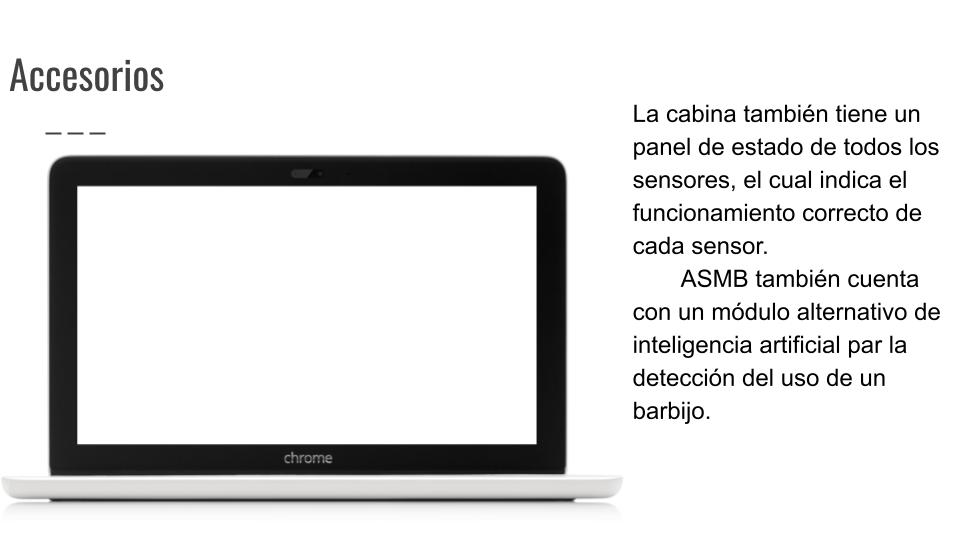 Accesorios
La cabina también tiene un
panel de estado de todos los
sensores, el cual indica el
funcionamiento correcto de
cada sensor.
ASMB también cuenta
con un módulo alternativo de
inteligencia artificial par la
detección del uso de un
barbijo.
chrome